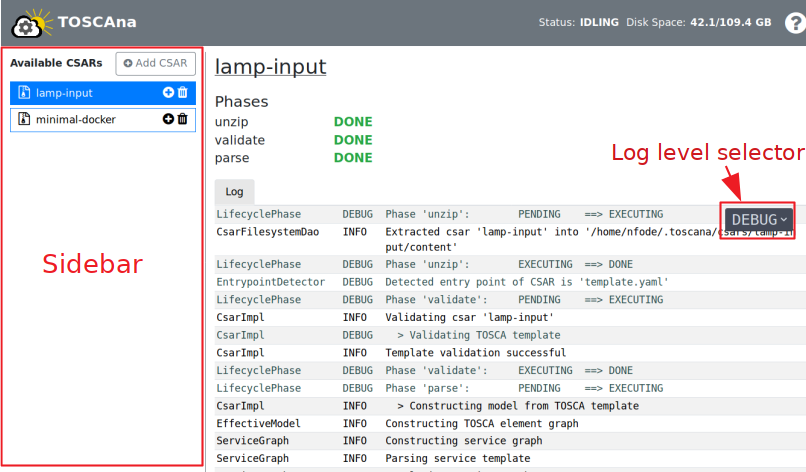 TOSCAna
Status: IDLING Disk Space: 42.1/109.4 GB ?
Available CSARs
Add CSAR
lamp-input
minimal-docker
Sidebar
lamp-input
Phases
unzip DONE
validate DONE
parse DONE
Log level selector
Log
DEBUG
LifecyclePhase DEBUG Phase 'unzip': PENDING ==> EXECUTING
CsarFilesystemDao INFO Extracted csar 'lamp-input' into '/home/nfode/.toscana/csars/lamp-in
put/content'
LifecyclePhase DEBUG Phase 'unzip': EXECUTING ==> DONE
EntrypointDetector DEBUG Detected entry point of CSAR is 'template.yaml'
LifecyclePhase DEBUG Phase 'validate': PENDING ==> EXECUTING
CsarImpl INFO Validating csar 'lamp-input'
CsarImpl DEBUG > Validating TOSCA template
CsarImpl INFO Template validation successful
LifecyclePhase DEBUG Phase 'validate': EXECUTING ==> DONE
LifecyclePhase DEBUG Phase 'parse': PENDING ==> EXECUTING
CsarImpl INFO > Constructing model from TOSCA template
EffectiveModel INFO Constructing TOSCA element graph
ServiceGraph INFO Constructing service graph
ServiceGraph INFO Parsing service template